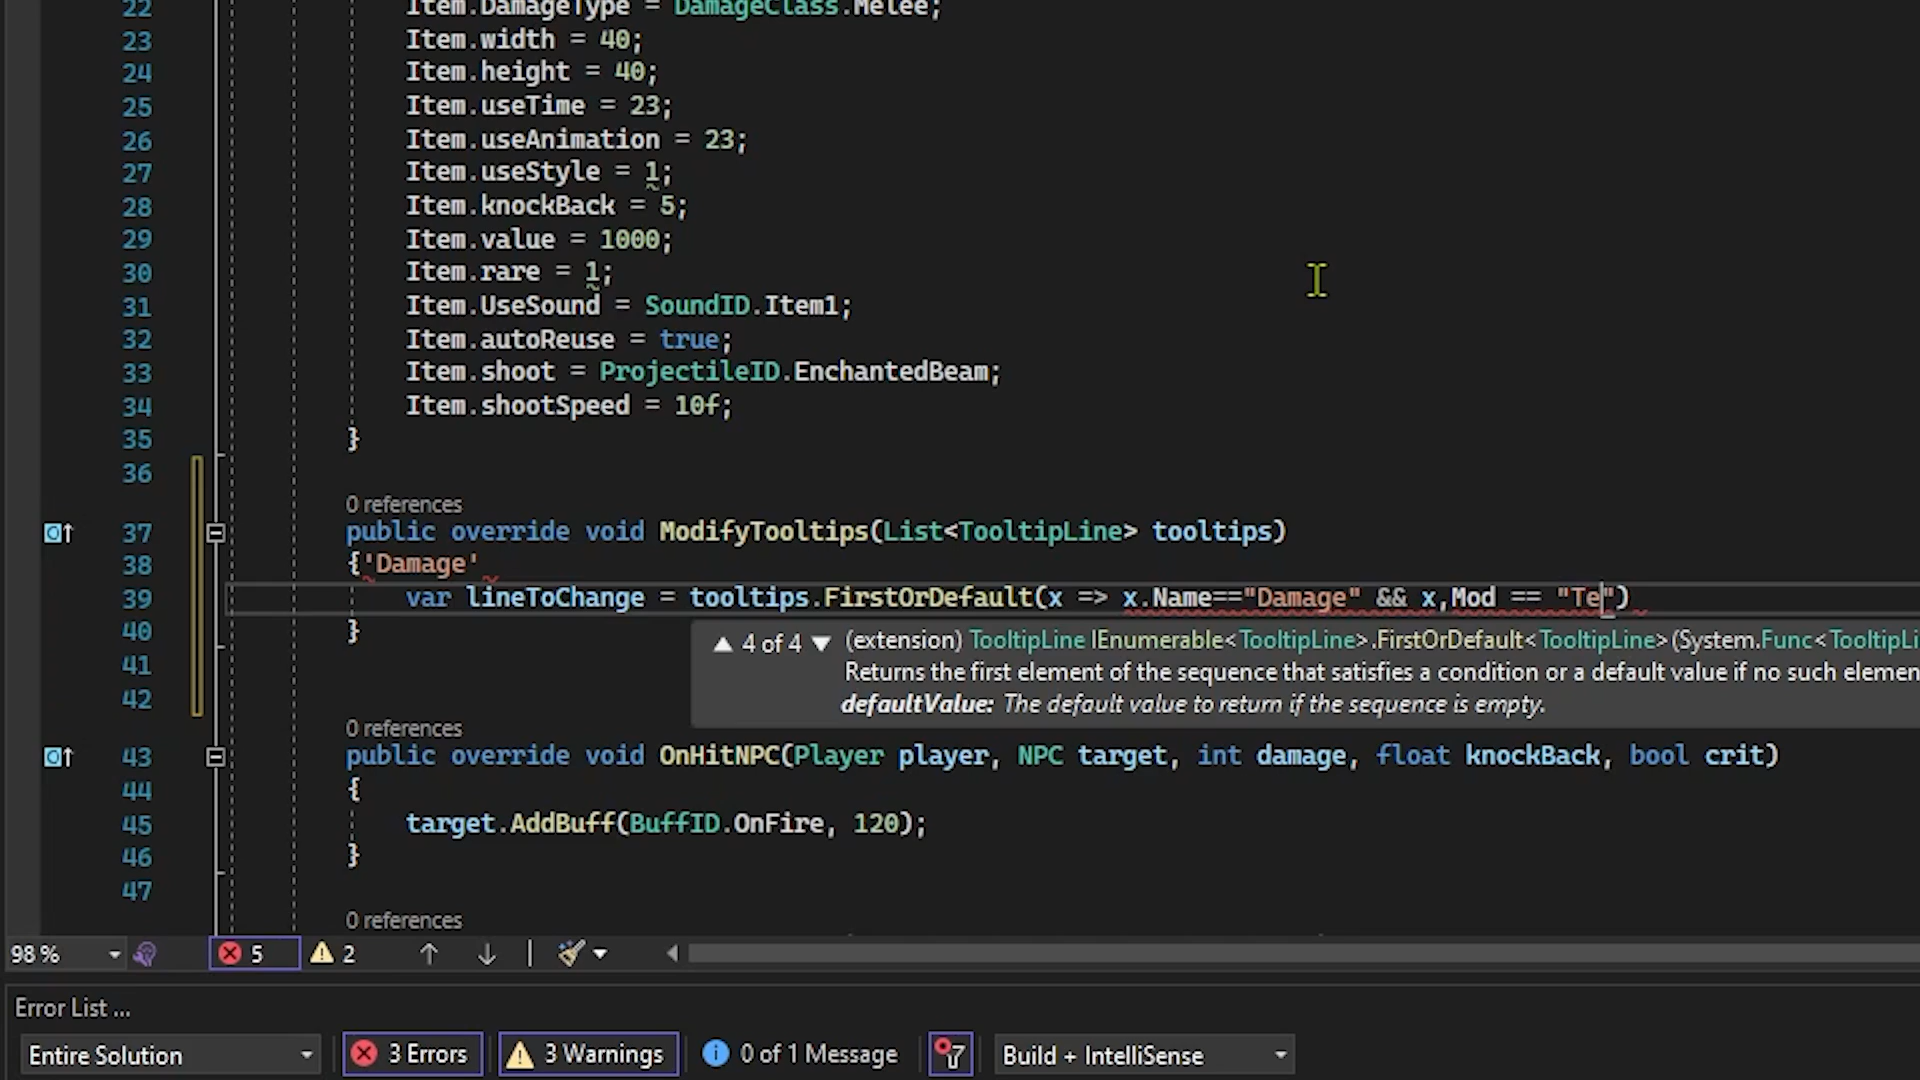 22 Item.DamageType = DamageClass.Melee;
23 Item.width = 40;
24 Item.height = 40;
25 Item.useTime = 23;
26 Item.useAnimation = 23;
27 Item.useStyle = 1;
28 Item.knockBack = 5;
29 Item.value = 1000;
30 Item.rare = 1;
31 Item.UseSound = SoundID.Item1;
32 Item.autoReuse = true;
33 Item.shoot = ProjectileID.EnchantedBeam;
34 Item.shootSpeed = 10f;
35 }
36
0 references
37 public override void ModifyTooltips(List<TooltipLine> tooltips)
38 {'Damage'
39 var lineToChange = tooltips.FirstOrDefault(x => x.Name=="Damage" && x,Mod == "Te")
40 }
4 of 4 (extension) TooltipLine IEnumerable<TooltipLine>.FirstOrDefault<TooltipLine>(System.Func<TooltipLi
41 Returns the first element of the sequence that satisfies a condition or a default value if no such elemen
42 defaultValue: The default value to return if the sequence is empty.
0 references
43 public override void OnHitNPC(Player player, NPC target, int damage, float knockBack, bool crit)
44 {
45 target.AddBuff(BuffID.OnFire, 120);
46 }
47
0 references
98 % 5 2
Error List ...
Entire Solution 3 Errors 3 Warnings 0 of 1 Message Build + IntelliSense